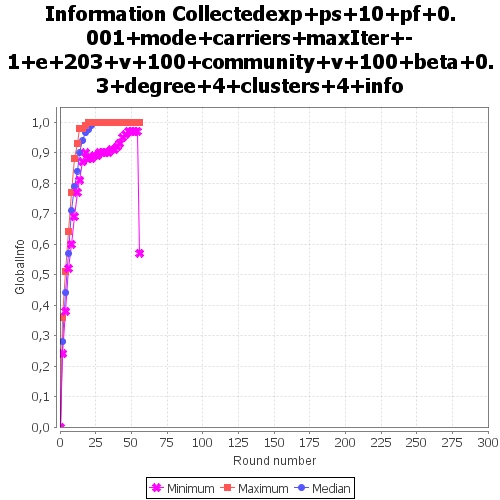 Information Collectedexp+ps+10+pf+0.
001+mode+carriers+maxIter+-
1+e+203+v+100+community+v+100+beta+0.
3+degree+4+clusters+4+info
1,0
0,9
0,8
0,7
0,6
0,5
0,4
0,3
0,2
0,1
0,0
GlobalInfo
0 25 50 75 100 125 150 175 200 225 250 275 300
Round number
Minimum Maximum Median